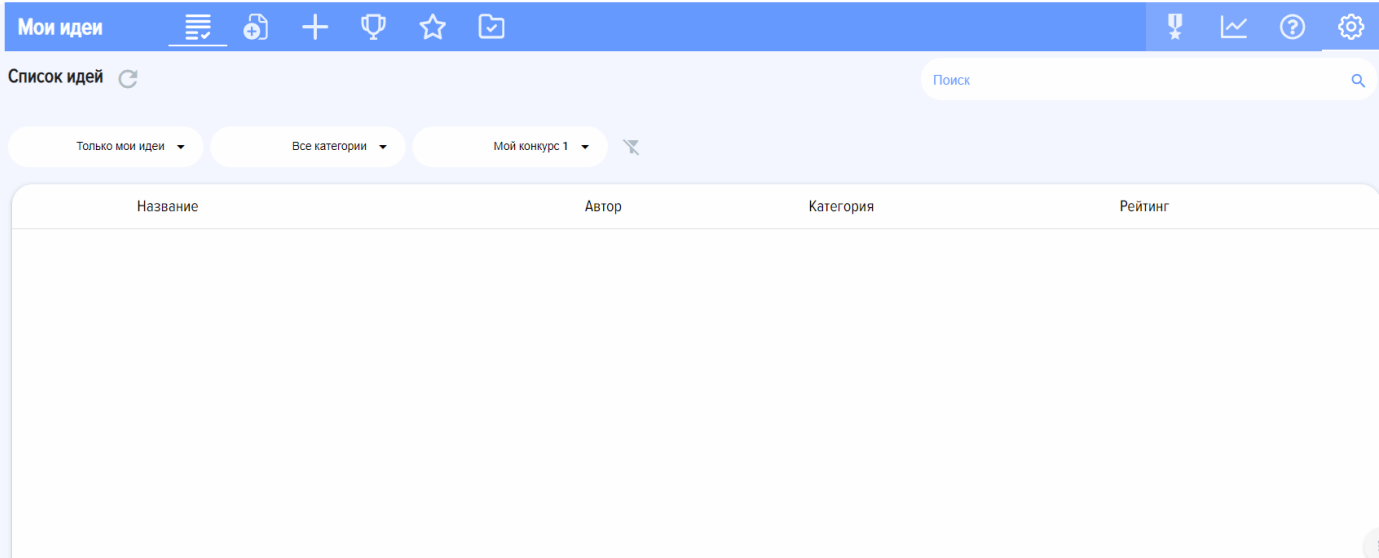 Мои идеи
Список идей
Поиск
Только мои идеи Все категории Мой конкурс 1
Название Автор Категория Рейтинг